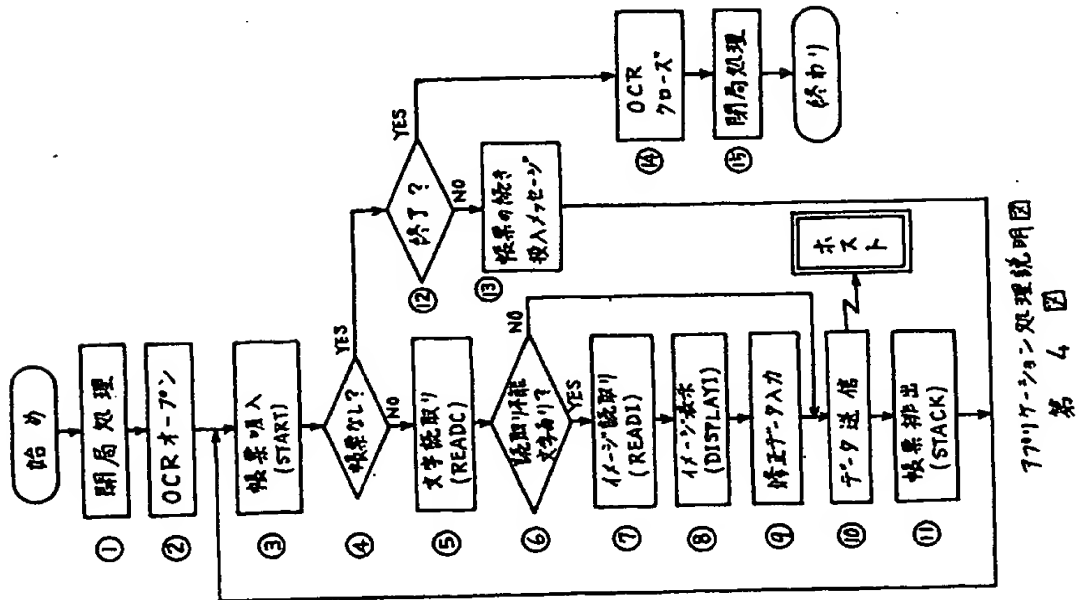 始め
① 開局処理
② OCRオープン
③ 帳票吸入
(START)
④ 帳票なし?
YES
NO
⑤ 文字読取り
(READC)
⑥ 読取り不能
文字有り?
NO
YES
⑦ イメージ読取り
(READI)
⑧ イメージ表示
(DISPLAYI)
⑨ 修正データ入力
⑩ データ送信
ホスト
⑪ 帳票排出
(STACK)
⑫ 終了?
YES
NO
⑬ 帳票の続き
投入メッセージ
⑭ OCR
クローズ
⑮ 閉局処理
終わり
アプリケーション処理説明図
第 4 図